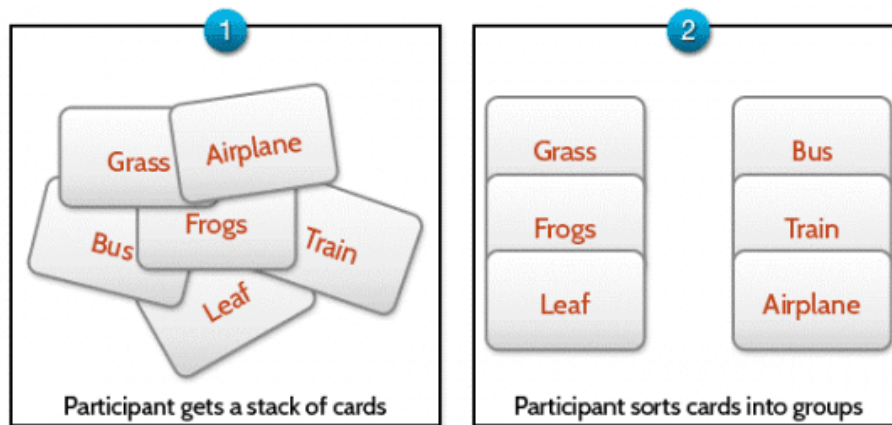 1
Grass
Airplane
Bus
Frogs
Train
Leaf
Participant gets a stack of cards
2
Grass
Frogs
Leaf
Bus
Train
Airplane
Participant sorts cards into groups